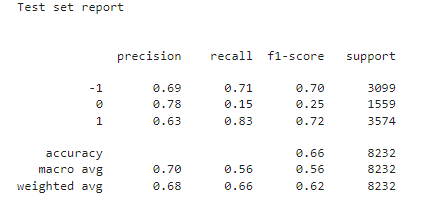 Test set report
precision recall f1-score support
-1 0.69 0.71 0.70 3099
0 0.78 0.15 0.25 1559
1 0.63 0.83 0.72 3574
accuracy 0.66 8232
macro avg 0.70 0.56 0.56 8232
weighted avg 0.68 0.66 0.62 8232